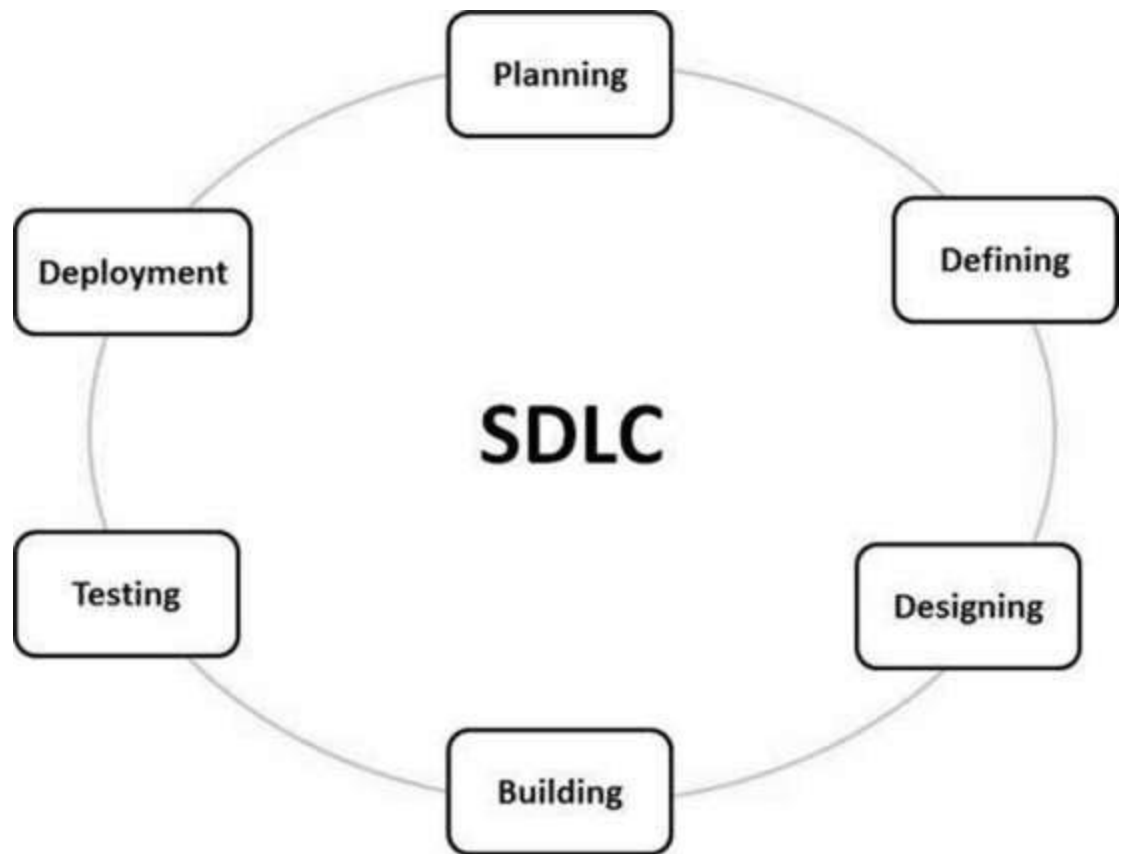 Planning
Defining
Designing
Building
Testing
Deployment
SDLC